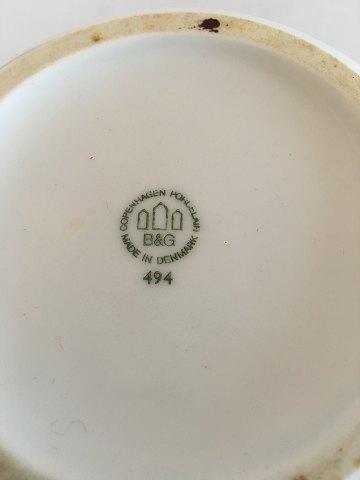 COPENHAGEN PORCELAIN
B&G
MADE IN DENMARK
494